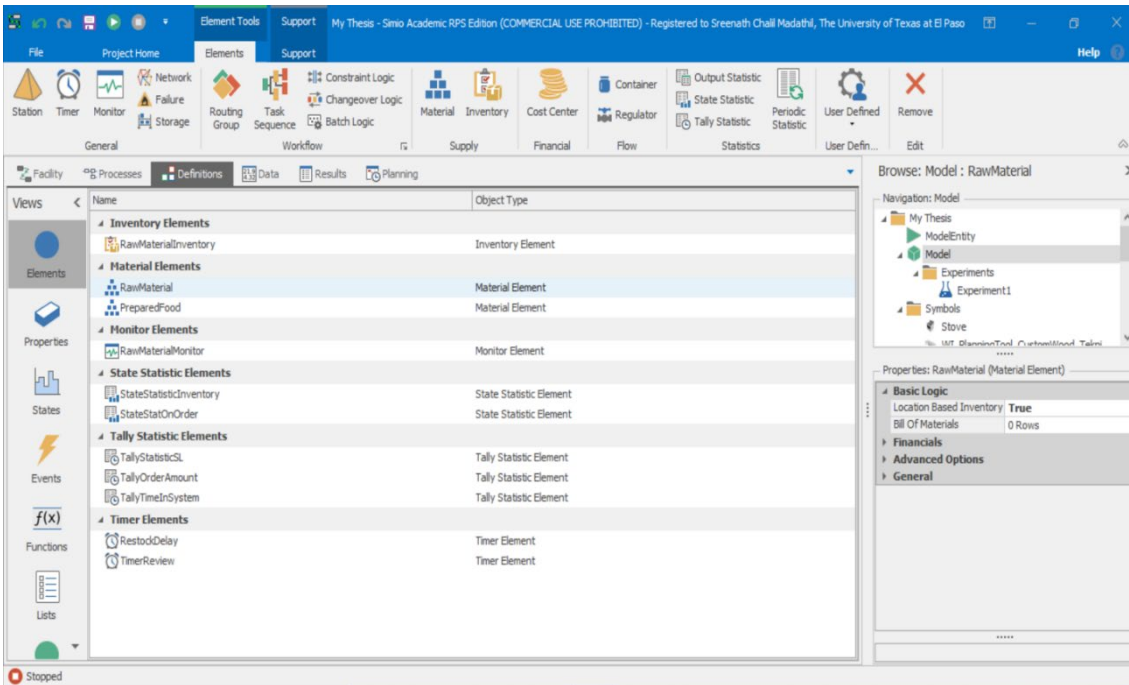 Element Tools Support My Thesis - Simio Academic RPS Edition (COMMERCIAL USE PROHIBITED) - Registered to Sreenath Chalil Madathil, The University of Texas at El Paso
File Project Home Elements Support Help
Station Timer Monitor Network Failure Storage
Routing Group Task Sequence Constraint Logic Changeover Logic Batch Logic
Material Inventory Cost Center Container Regulator
Output Statistic State Statistic Tally Statistic Periodic Statistic
User Defined Remove
General Workflow Supply Financial Flow Statistics User Defin... Edit
Facility Processes Definitions Data Results Planning
Views
Elements
Properties
States
Events
Functions
f(x)
Lists
Name Object Type
Inventory Elements
RawMaterialInventory Inventory Element
Material Elements
RawMaterial Material Element
PreparedFood Material Element
Monitor Elements
RawMaterialMonitor Monitor Element
State Statistic Elements
StateStatisticInventory State Statistic Element
StateStatOnOrder State Statistic Element
Tally Statistic Elements
TallyStatisticSL Tally Statistic Element
TallyOrderAmount Tally Statistic Element
TallyTimeInSystem Tally Statistic Element
Timer Elements
RestockDelay Timer Element
TimerReview Timer Element
Browse: Model : RawMaterial
Navigation: Model
My Thesis
ModelEntity
Model
Experiments
Experiment1
Symbols
Stove
Properties: RawMaterial (Material Element)
Basic Logic
Location Based Inventory True
Bill Of Materials 0 Rows
Financials
Advanced Options
General
Stopped